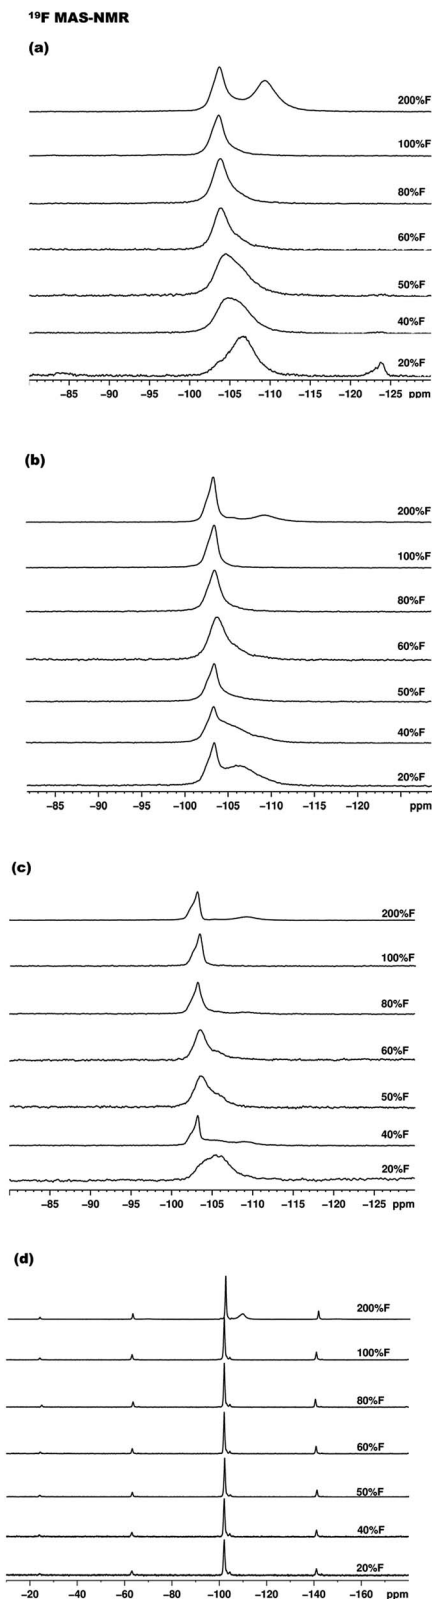 ¹⁹F MAS-NMR
(a)
200%F
100%F
80%F
60%F
50%F
40%F
20%F
−85 −90 −95 −100 −105 −110 −115 −120 −125 ppm
(b)
200%F
100%F
80%F
60%F
50%F
40%F
20%F
−85 −90 −95 −100 −105 −110 −115 −120 ppm
(c)
200%F
100%F
80%F
60%F
50%F
40%F
20%F
−85 −90 −95 −100 −105 −110 −115 −120 −125 ppm
(d)
200%F
100%F
80%F
60%F
50%F
40%F
20%F
−20 −40 −60 −80 −100 −120 −140 −160 ppm